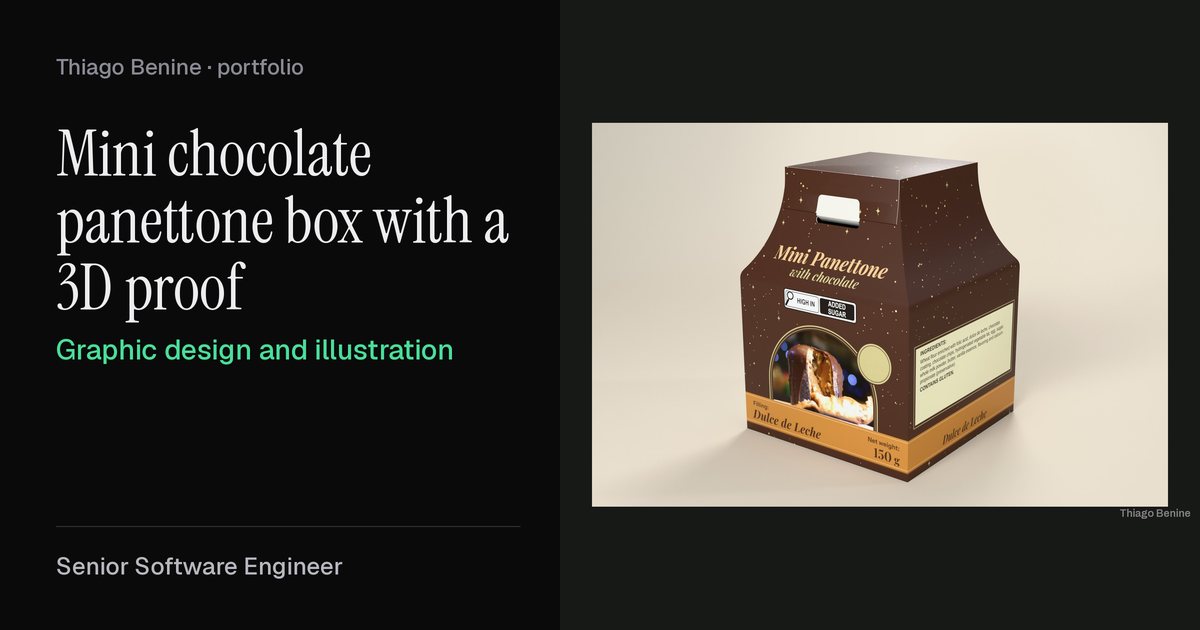 Thiago Benine · portfolio
Mini chocolate
panettone box with a
3D proof
Graphic design and illustration
Senior Software Engineer
Mini Panettone
with chocolate
HIGH IN
ADDED
SUGAR
Filling:
Dulce de Leche
Net weight:
150 g
INGREDIENTS:
CONTAINS GLUTEN.
Dulce de Leche
Thiago Benine